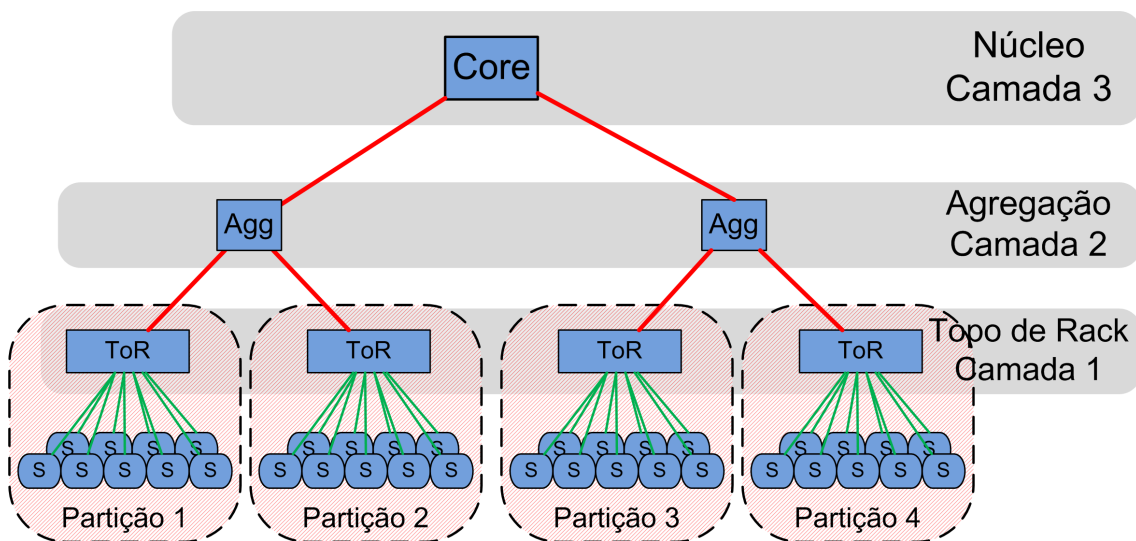 Core
Núcleo
Camada 3
Agg
Agg
Agregação
Camada 2
ToR
ToR
ToR
ToR
Topo de Rack
Camada 1
S S S S
S S S S
S S S S
S S S S
S S S S S
S S S S S
S S S S S
S S S S S
Partição 1
Partição 2
Partição 3
Partição 4